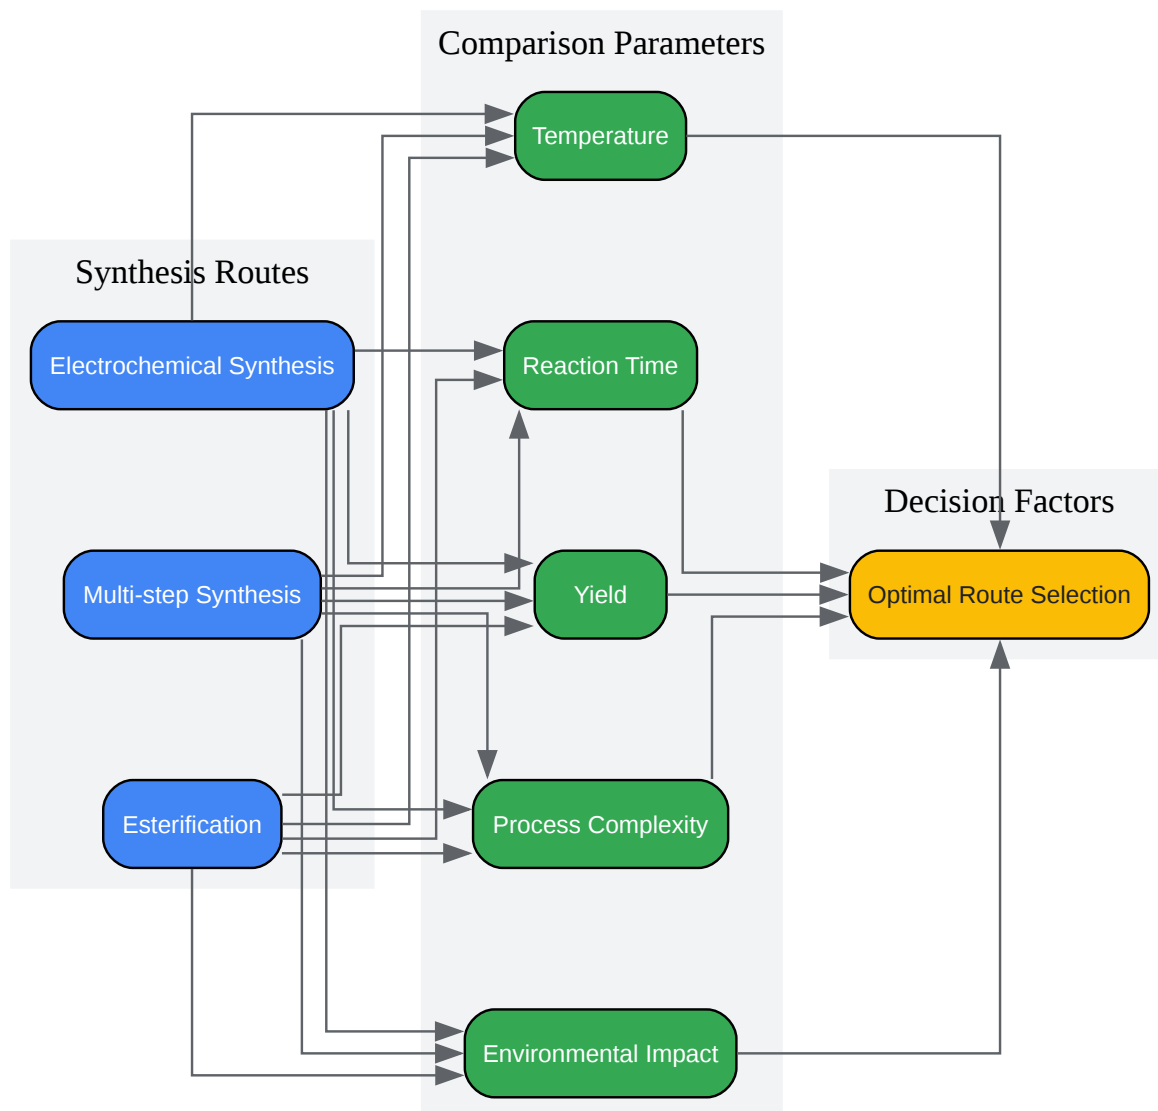 Comparison Parameters
Temperature
Synthesis Routes
Electrochemical Synthesis
Reaction Time
Decision Factors
Multi-step Synthesis
Yield
Optimal Route Selection
Esterification
Process Complexity
Environmental Impact